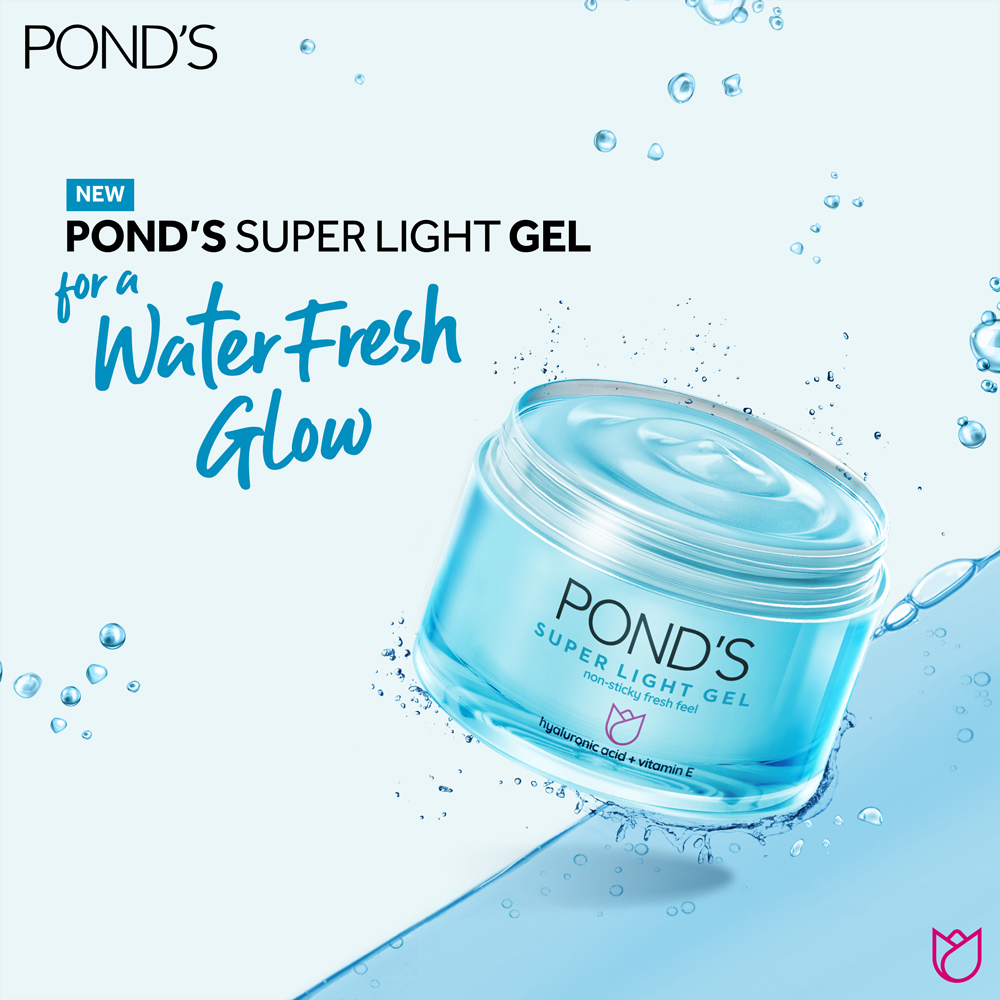 POND'S
NEW
POND'S SUPER LIGHT GEL
for a
Water Fresh
Glow
POND'S
SUPER LIGHT GEL
non-sticky fresh feel
hyaluronic acid + vitamin E